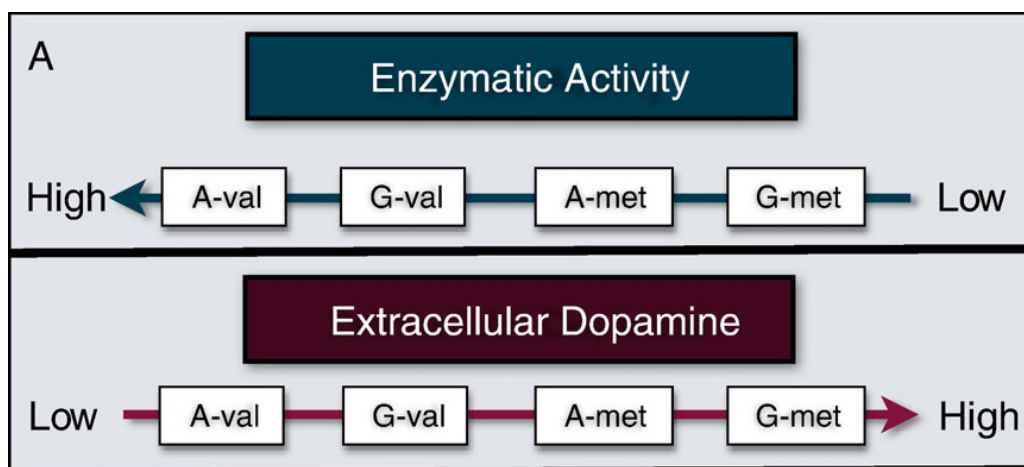 A
Enzymatic Activity
High A-val G-val A-met G-met Low
Extracellular Dopamine
Low A-val G-val A-met G-met High